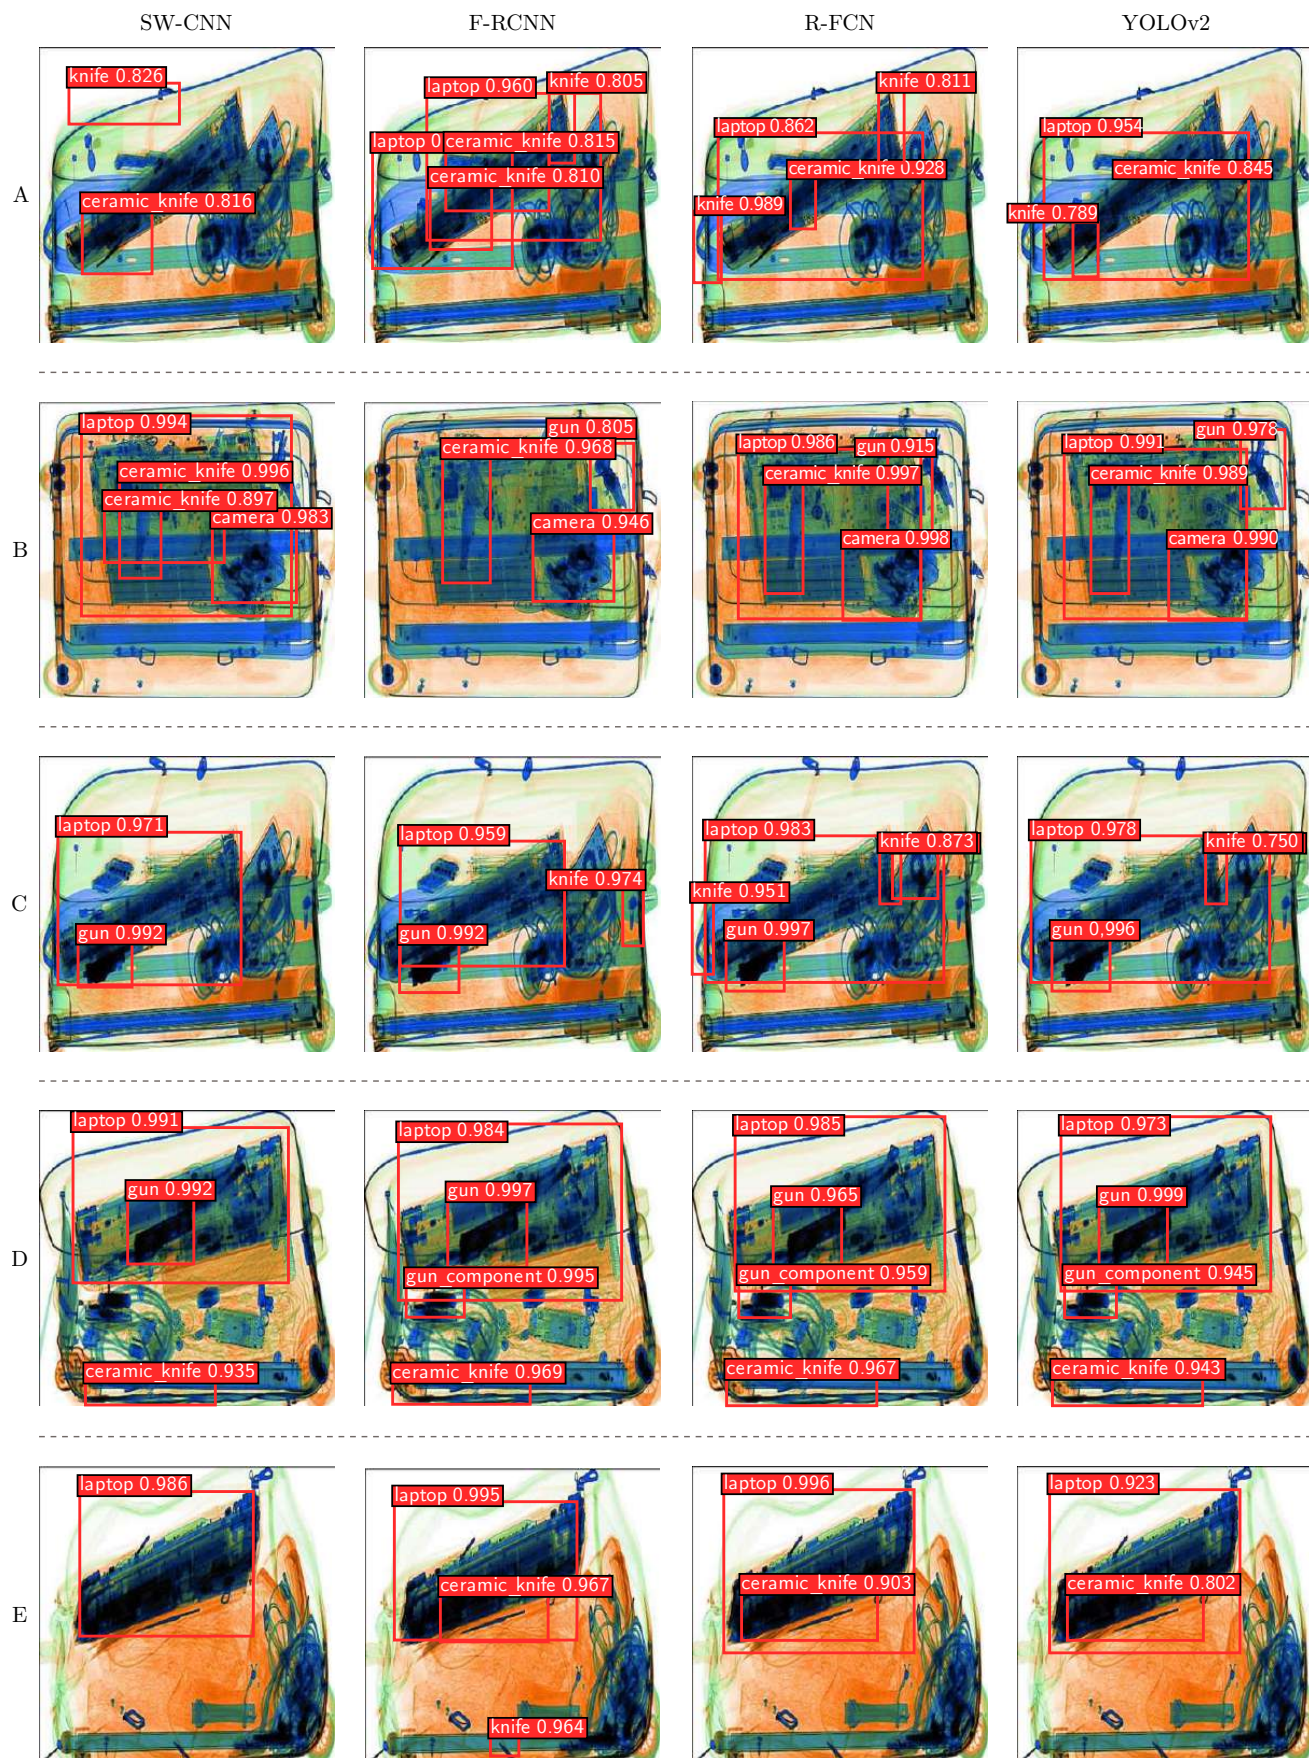 SW-CNN F-RCNN R-FCN YOLOv2
A
knife 0.826
ceramic_knife 0.816
laptop 0.960
knife 0.805
laptop 0
ceramic_knife 0.815
ceramic_knife 0.810
knife 0.811
laptop 0.862
ceramic_knife 0.928
knife 0.989
laptop 0.954
ceramic_knife 0.845
knife 0.789
B
laptop 0.994
ceramic_knife 0.996
ceramic_knife 0.897
camera 0.983
gun 0.805
ceramic_knife 0.968
camera 0.946
laptop 0.986
gun 0.915
ceramic_knife 0.997
camera 0.998
gun 0.978
laptop 0.991
ceramic_knife 0.989
camera 0.990
C
laptop 0.971
gun 0.992
laptop 0.959
knife 0.974
gun 0.992
laptop 0.983
knife 0.873
knife 0.951
gun 0.997
laptop 0.978
knife 0.750
gun 0,996
D
laptop 0.991
gun 0.992
ceramic_knife 0.935
laptop 0.984
gun 0.997
gun_component 0.995
ceramic_knife 0.969
laptop 0.985
gun 0.965
gun_component 0.959
ceramic_knife 0.967
laptop 0.973
gun 0.999
gun_component 0.945
ceramic_knife 0.943
E
laptop 0.986
laptop 0.995
ceramic_knife 0.967
knife 0.964
laptop 0.996
ceramic_knife 0.903
laptop 0.923
ceramic_knife 0.802